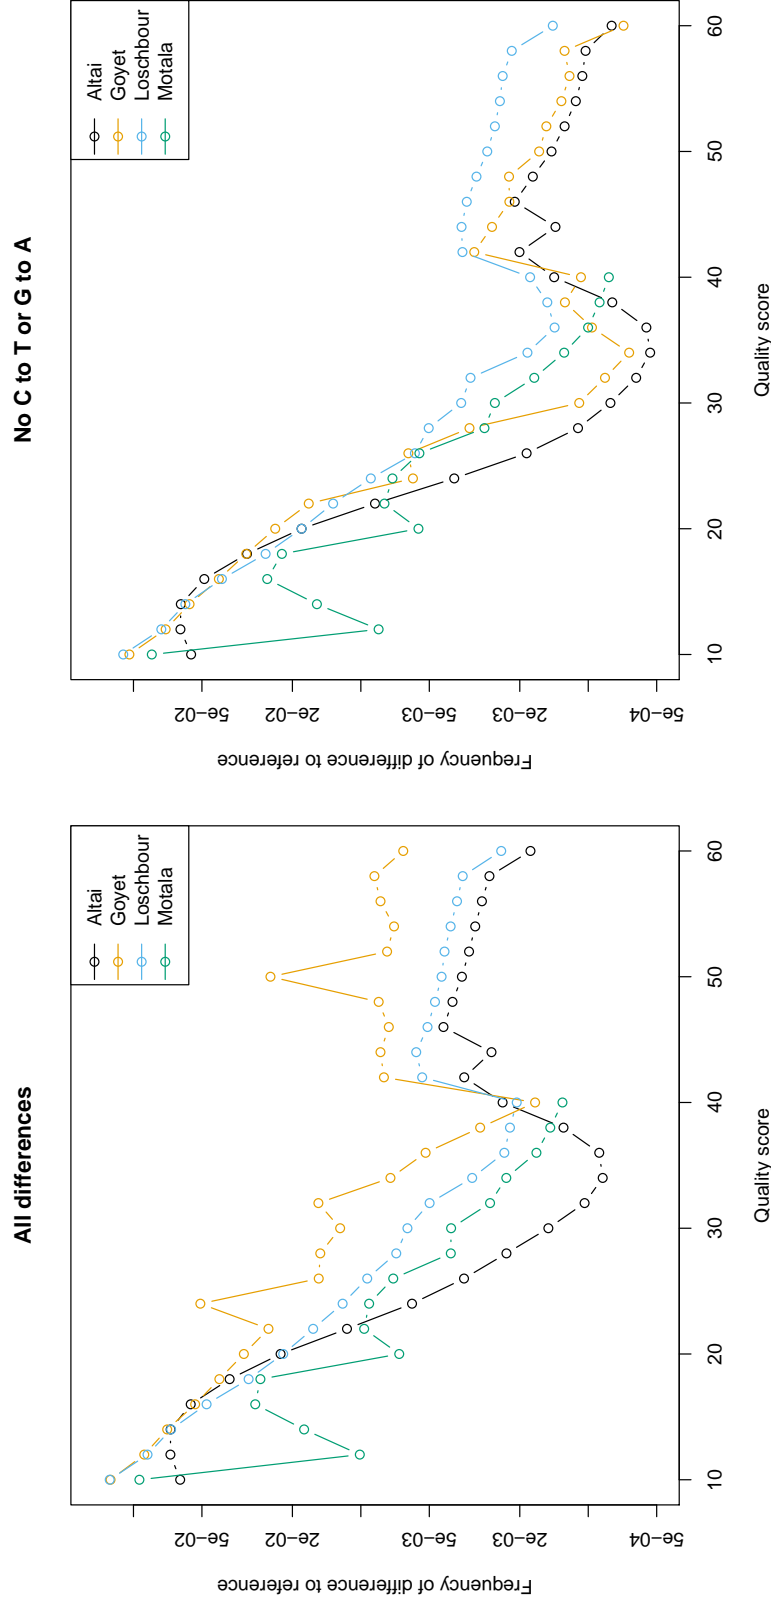 All differences
Altai
Goyet
Loschbour
Motala
5e−02
2e−02
5e−03
2e−03
5e−04
Frequency of difference to reference
10
20
30
40
50
60
Quality score
No C to T or G to A
Altai
Goyet
Loschbour
Motala
5e−02
2e−02
5e−03
2e−03
5e−04
Frequency of difference to reference
10
20
30
40
50
60
Quality score